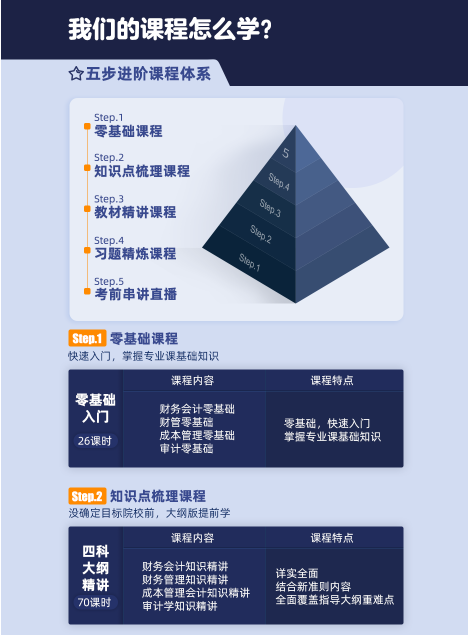 我们的课程怎么学?
五步进阶课程体系
Step.1
零基础课程
Step.2
知识点梳理课程
Step.3
教材精讲课程
Step.4
习题精炼课程
Step.5
考前串讲直播
5
Step.4
Step.3
Step.2
Step.1
Step.1 零基础课程
快速入门，掌握专业课基础知识
零基础
入门
26课时
课程内容
财务会计零基础
财管零基础
成本管理零基础
审计零基础
课程特点
零基础，快速入门
掌握专业课基础知识
Step.2 知识点梳理课程
没确定目标院校前，大纲版提前学
四科
大纲
精讲
70课时
课程内容
财务会计知识精讲
财务管理知识精讲
成本管理会计知识精讲
审计学知识精讲
课程特点
详实全面
结合新准则内容
全面覆盖指导大纲重难点